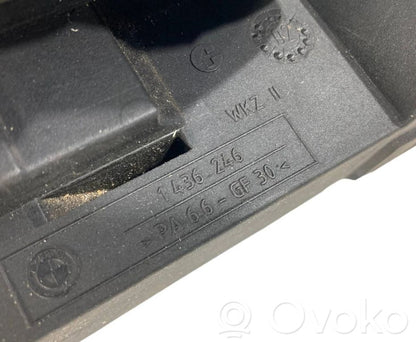 WKZ II
1 436 246
>PA 66-GF 30<
Ovoko